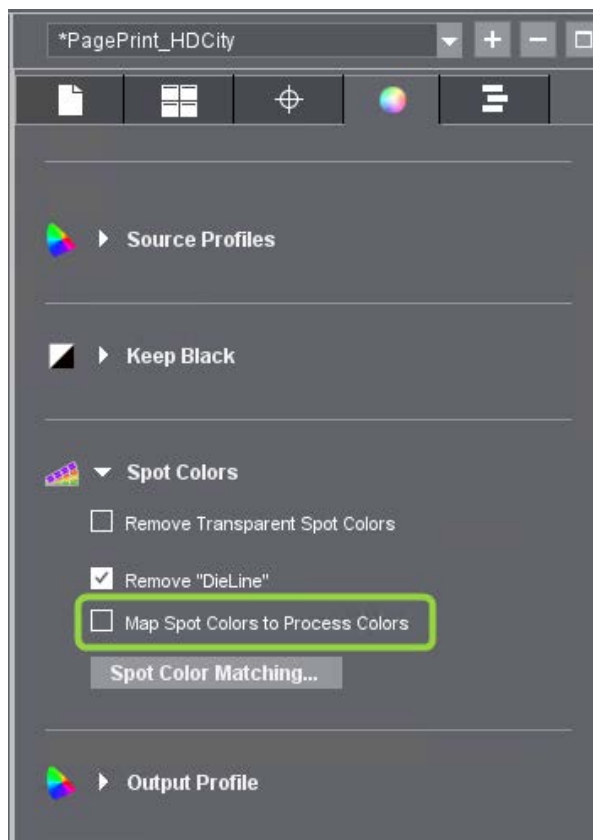 *PagePrint_HDCity
Source Profiles
Keep Black
Spot Colors
Remove Transparent Spot Colors
Remove "DieLine"
Map Spot Colors to Process Colors
Spot Color Matching...
Output Profile